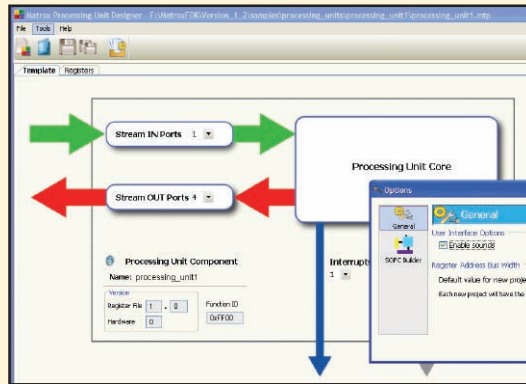 Matrox Processing Unit Designer - F:\MatroxFDK\Version_1_2\samples\processing_units\processing_unit1\processing_unit1.mtp
File Tools Help
Template Registers
Stream IN Ports 1
Stream OUT Ports 4
Processing Unit Core
Processing Unit Component
Name: processing_unit1
Version
Register File 1 . 0
Hardware 0
Function ID
0xFF00
Interrupts
1
Options
General
SOPC Builder
General
User Interface Options
Enable sounds
Register Address Bus Width
Default value for new proje
Each new project will have the